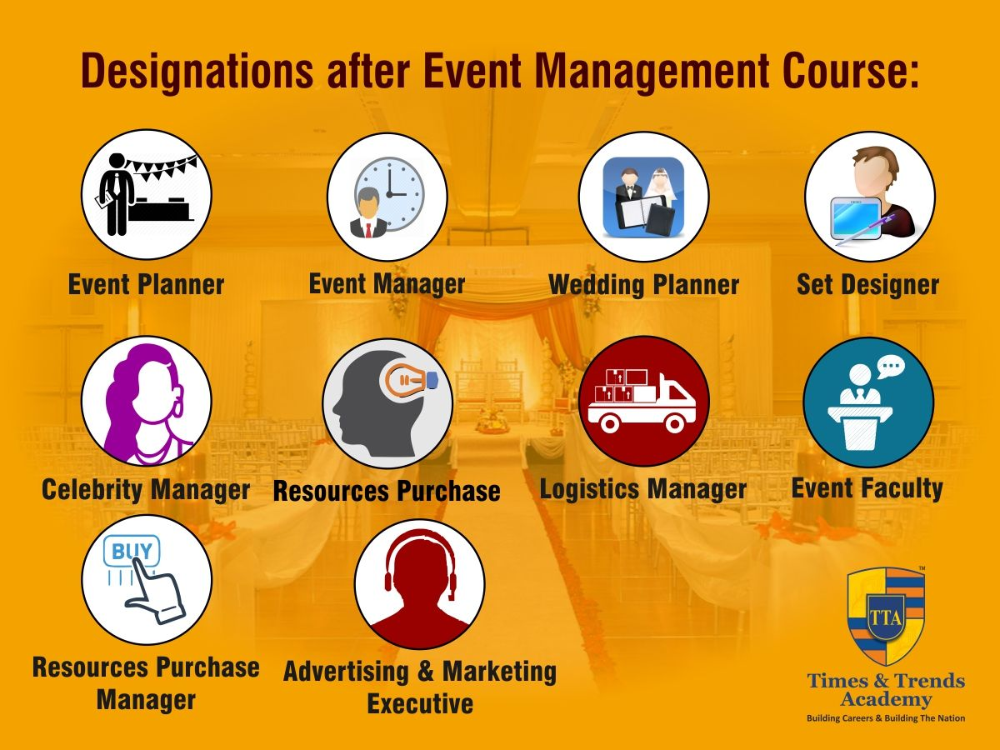 Designations after Event Management Course:
Event Planner
Event Manager
Wedding Planner
Set Designer
Celebrity Manager
Resources Purchase
Logistics Manager
Event Faculty
BUY
Resources Purchase
Manager
Advertising & Marketing
Executive
TM
TTA
Times & Trends
Academy
Building Careers & Building The Nation